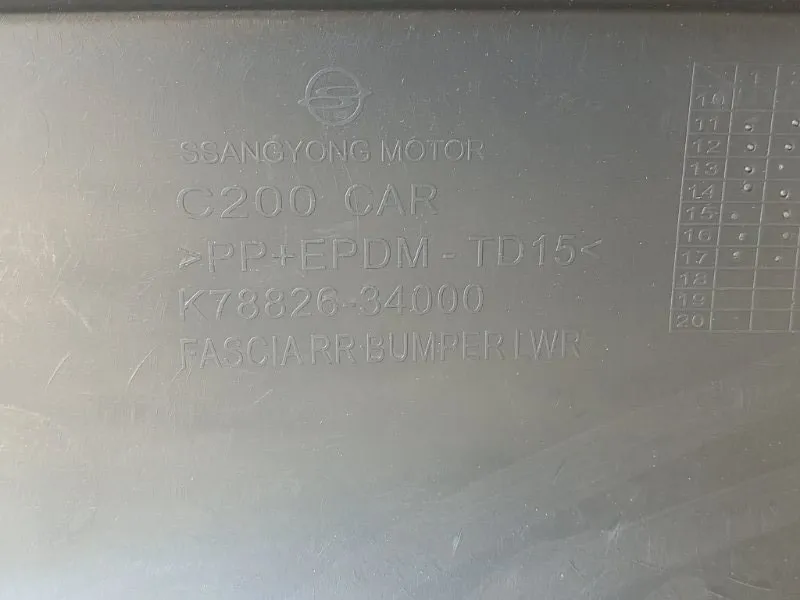 SSANGYONG MOTOR
C200 CAR
>PP+EPDM-TD15<
K78826-34000
FASCIA RR·BUMPER LWR
1
10
11
12
13
14
15
16
17
18
19
20